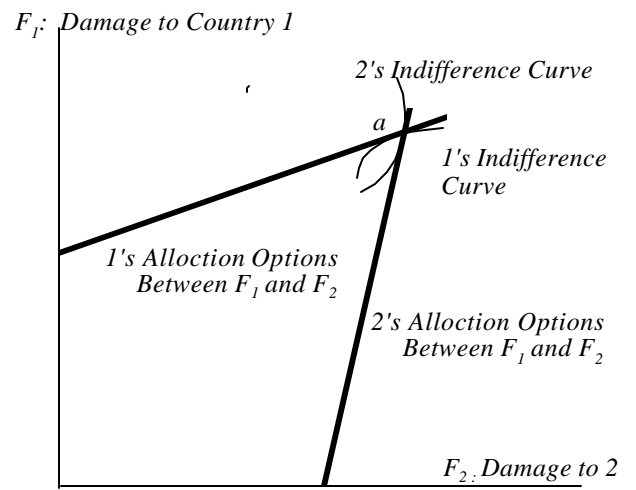 F1: Damage to Country 1
2's Indifference Curve
a
1's Indifference
Curve
1's Alloction Options
Between F1 and F2
2's Alloction Options
Between F1 and F2
F2: Damage to 2